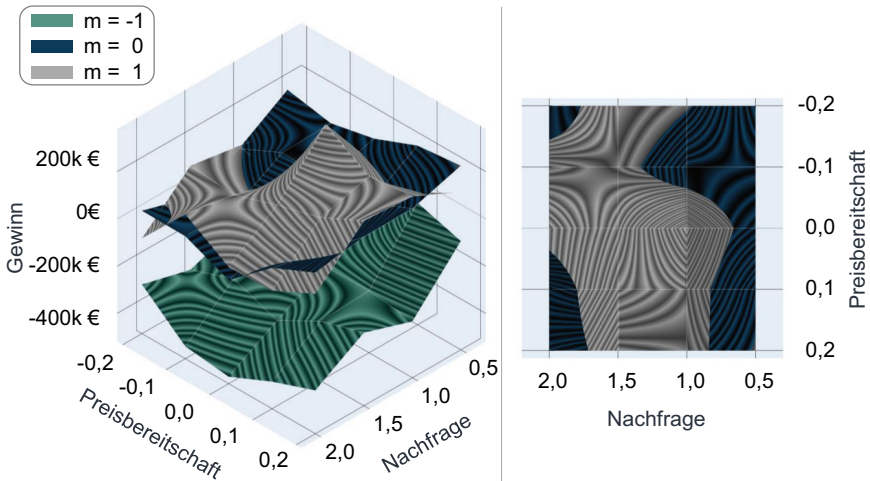 m = -1
m = 0
m = 1
200k €
0€
-200k €
-400k €
Gewinn
-0,2
-0,1
0,0
0,1
0,2
Preisbereitschaft
2,0
1,5
1,0
0,5
Nachfrage
-0,2
-0,1
0,0
0,1
0,2
Preisbereitschaft
2,0 1,5 1,0 0,5
Nachfrage